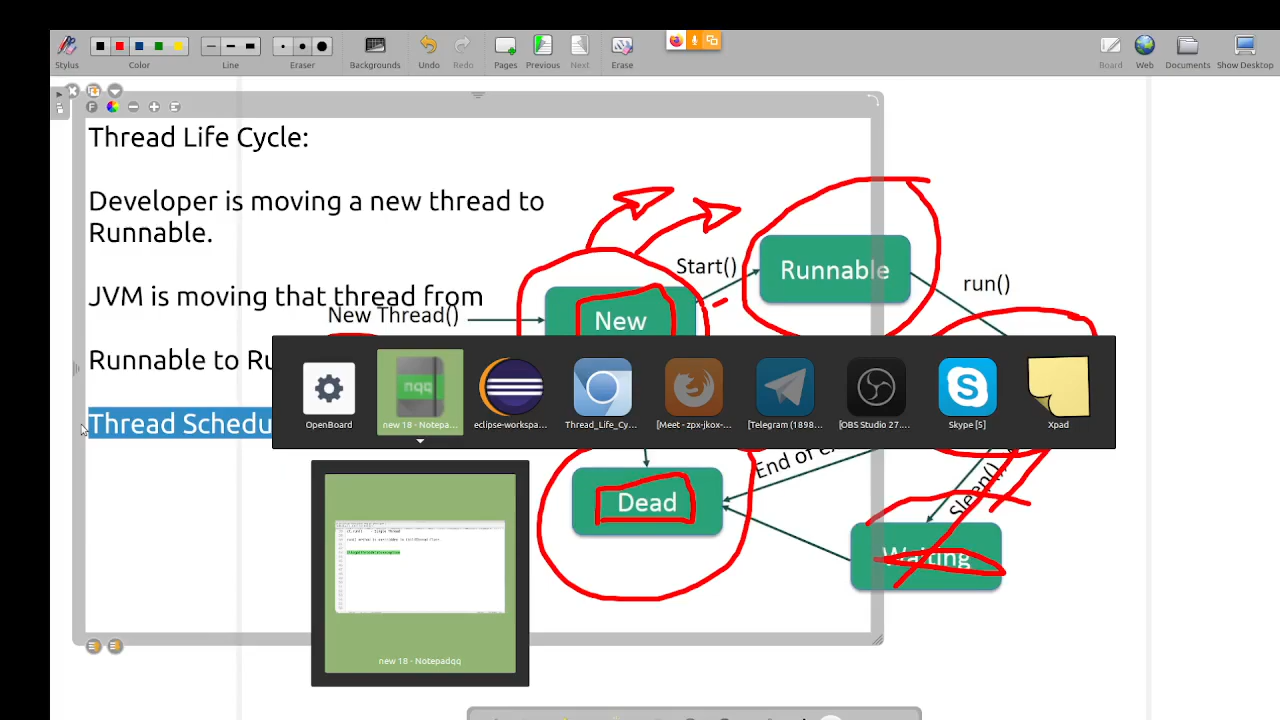 Stylus
Color
Line
Eraser
Backgrounds
Undo
Redo
Pages
Previous
Next
Erase
Board
Web
Documents
Show Desktop
Thread Life Cycle:
Developer is moving a new thread to
Runnable.
JVM is moving that thread from
Runnable to Ru
Thread Schedu
New Thread()
New
Start()
Runnable
run()
OpenBoard
new 18 - Notepa...
eclipse-workspa...
Thread_Life_Cy...
[Meet - zpx-jkox-...
[Telegram (1898...
[OBS Studio 27....
Skype [5]
Xpad
nqq
End of
Sleep()
Dead
Waiting
new 18 - Notepadqq